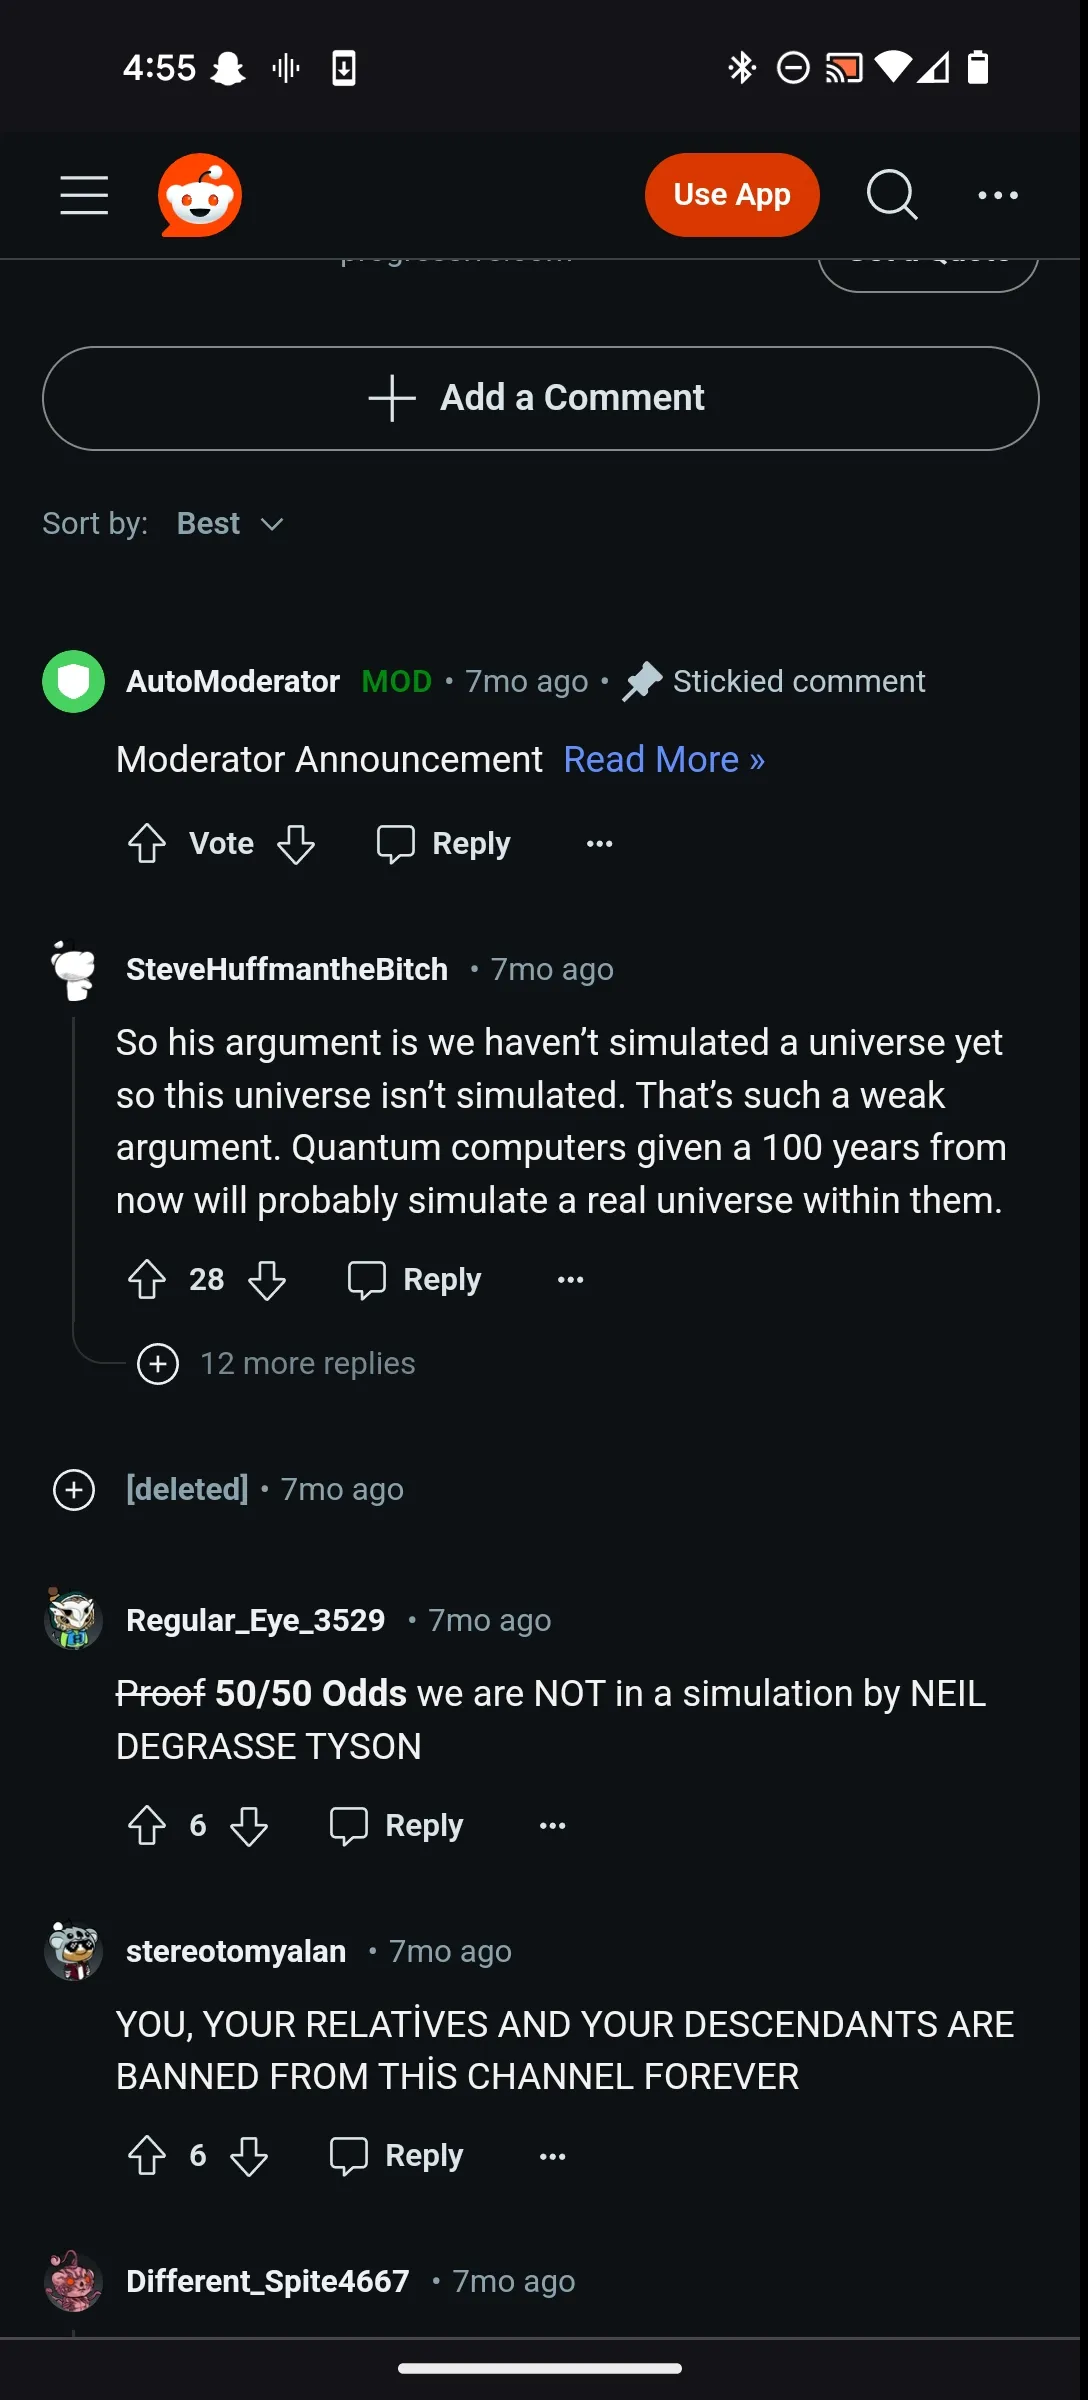 4:55
Use App
Add a Comment
Sort by: Best
AutoModerator MOD • 7mo ago • Stickied comment
Moderator Announcement Read More »
Vote Reply
SteveHuffmantheBitch • 7mo ago
So his argument is we haven’t simulated a universe yet
so this universe isn’t simulated. That’s such a weak
argument. Quantum computers given a 100 years from
now will probably simulate a real universe within them.
28 Reply
12 more replies
[deleted] • 7mo ago
Regular_Eye_3529 • 7mo ago
Proof 50/50 Odds we are NOT in a simulation by NEIL
DEGRASSE TYSON
6 Reply
stereotomyalan • 7mo ago
YOU, YOUR RELATİVES AND YOUR DESCENDANTS ARE
BANNED FROM THİS CHANNEL FOREVER
6 Reply
Different_Spite4667 • 7mo ago